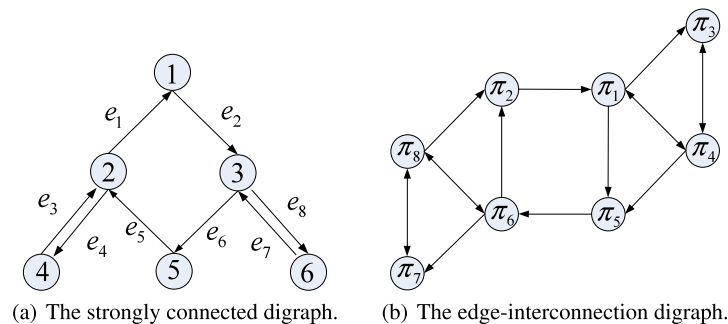 1
e₁
e₂
2
3
e₃
e₄
e₅
e₆
e₇
e₈
4
5
6
(a) The strongly connected digraph.
π₃
π₂
π₁
π₈
π₄
π₆
π₅
π₇
(b) The edge-interconnection digraph.